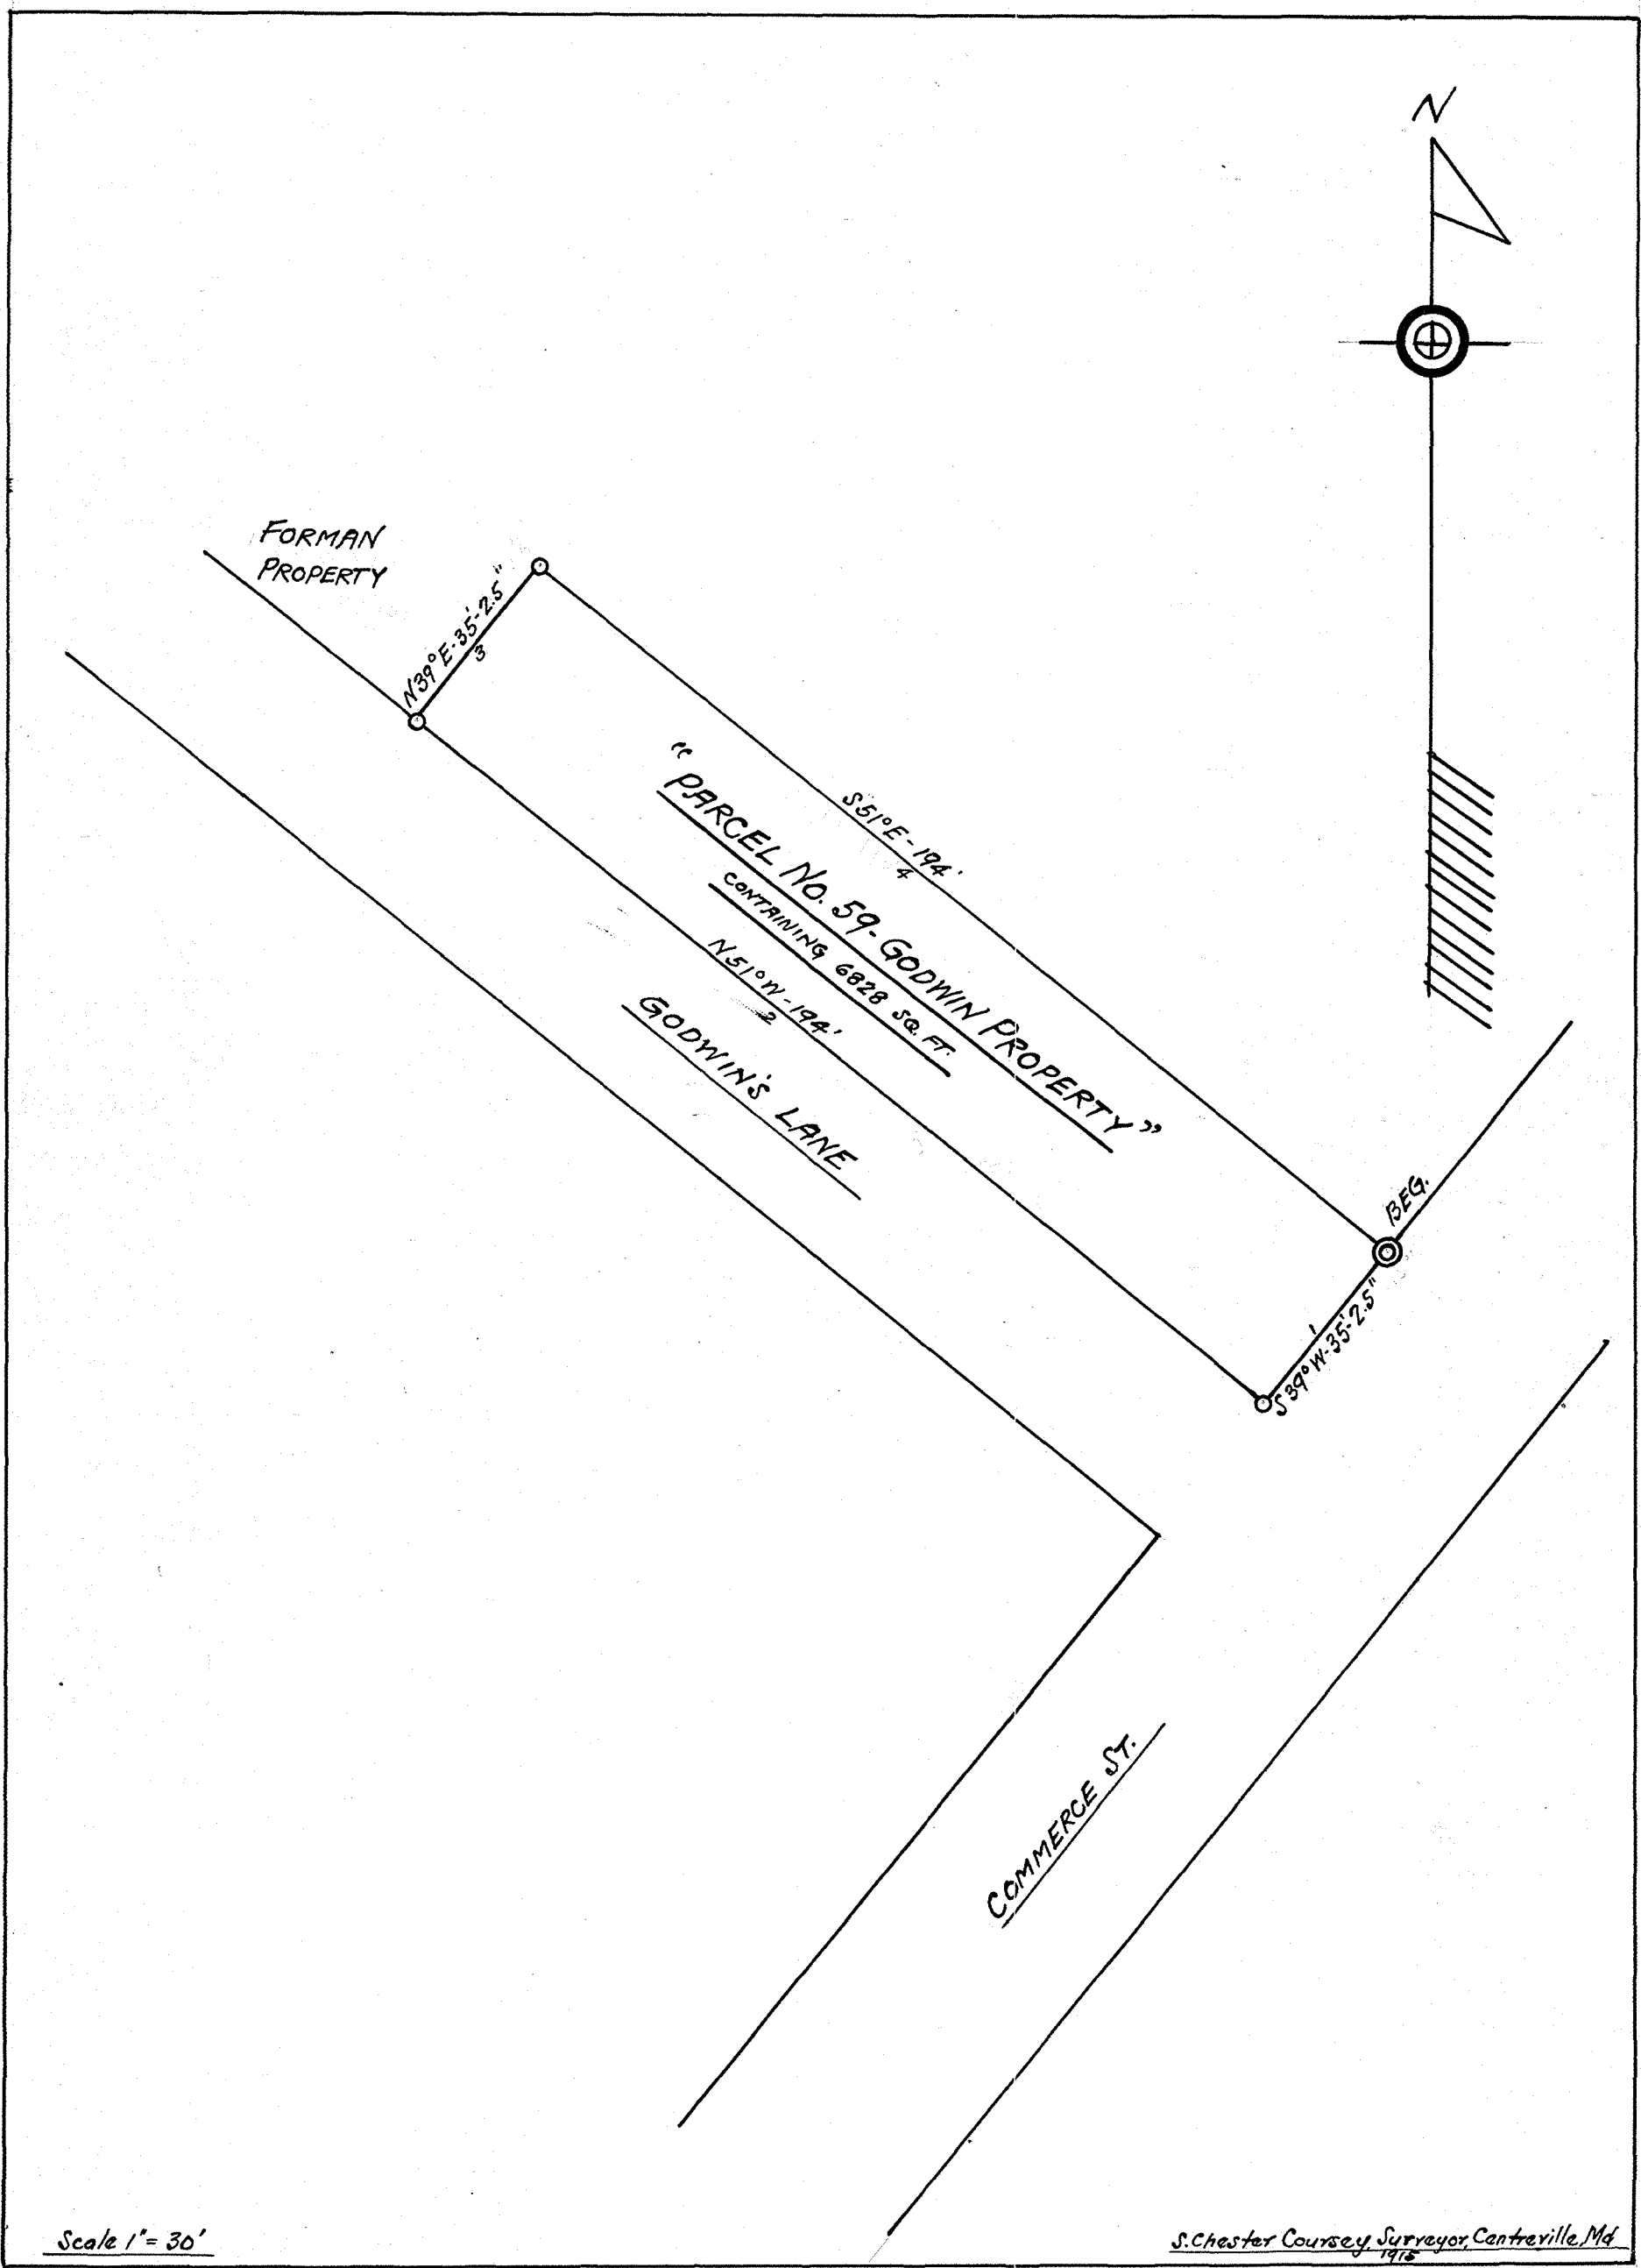 N
FORMAN
PROPERTY
N39°E-35'-2.5"
3
S51°E-194'
4
"PARCEL No. 59-GODWIN PROPERTY"
CONTAINING 6828 SQ. FT.
N51°W-194'
2
GODWIN'S LANE
BEG.
1
S39°W-35'-2.5"
COMMERCE ST.
Scale 1"=30'
S. Chester Coursey, Surveyor, Centreville, Md
1915